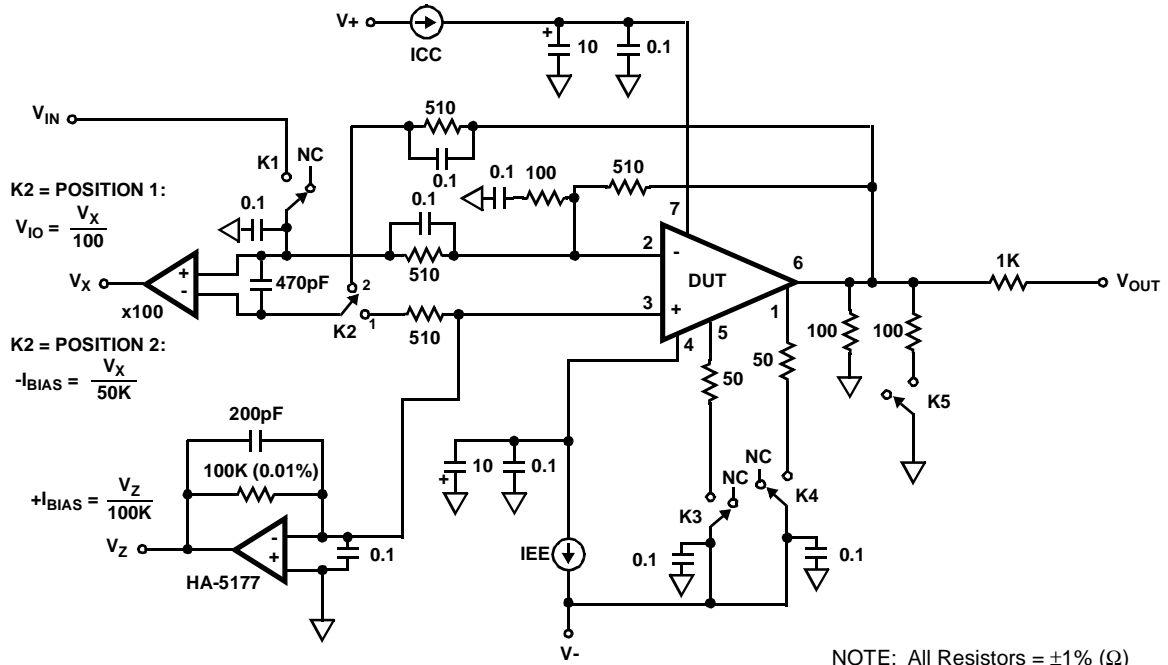 V+
ICC
+
10
0.1
VIN
510
0.1
K1
NC
0.1
100
510
K2 = POSITION 1:
VIO = VX
100
0.1
0.1
7
2
-
DUT
6
1K
VOUT
VX
+
-
x100
470pF
510
2
K2
1
510
3
+
4
5
1
100
100
K2 = POSITION 2:
-IBIAS = VX
50K
50
50
K5
200pF
100K (0.01%)
10
+
0.1
NC
NC
K4
+IBIAS = VZ
100K
K3
VZ
-
+
0.1
HA-5177
IEE
0.1
0.1
V-
NOTE: All Resistors = ±1% (Ω)